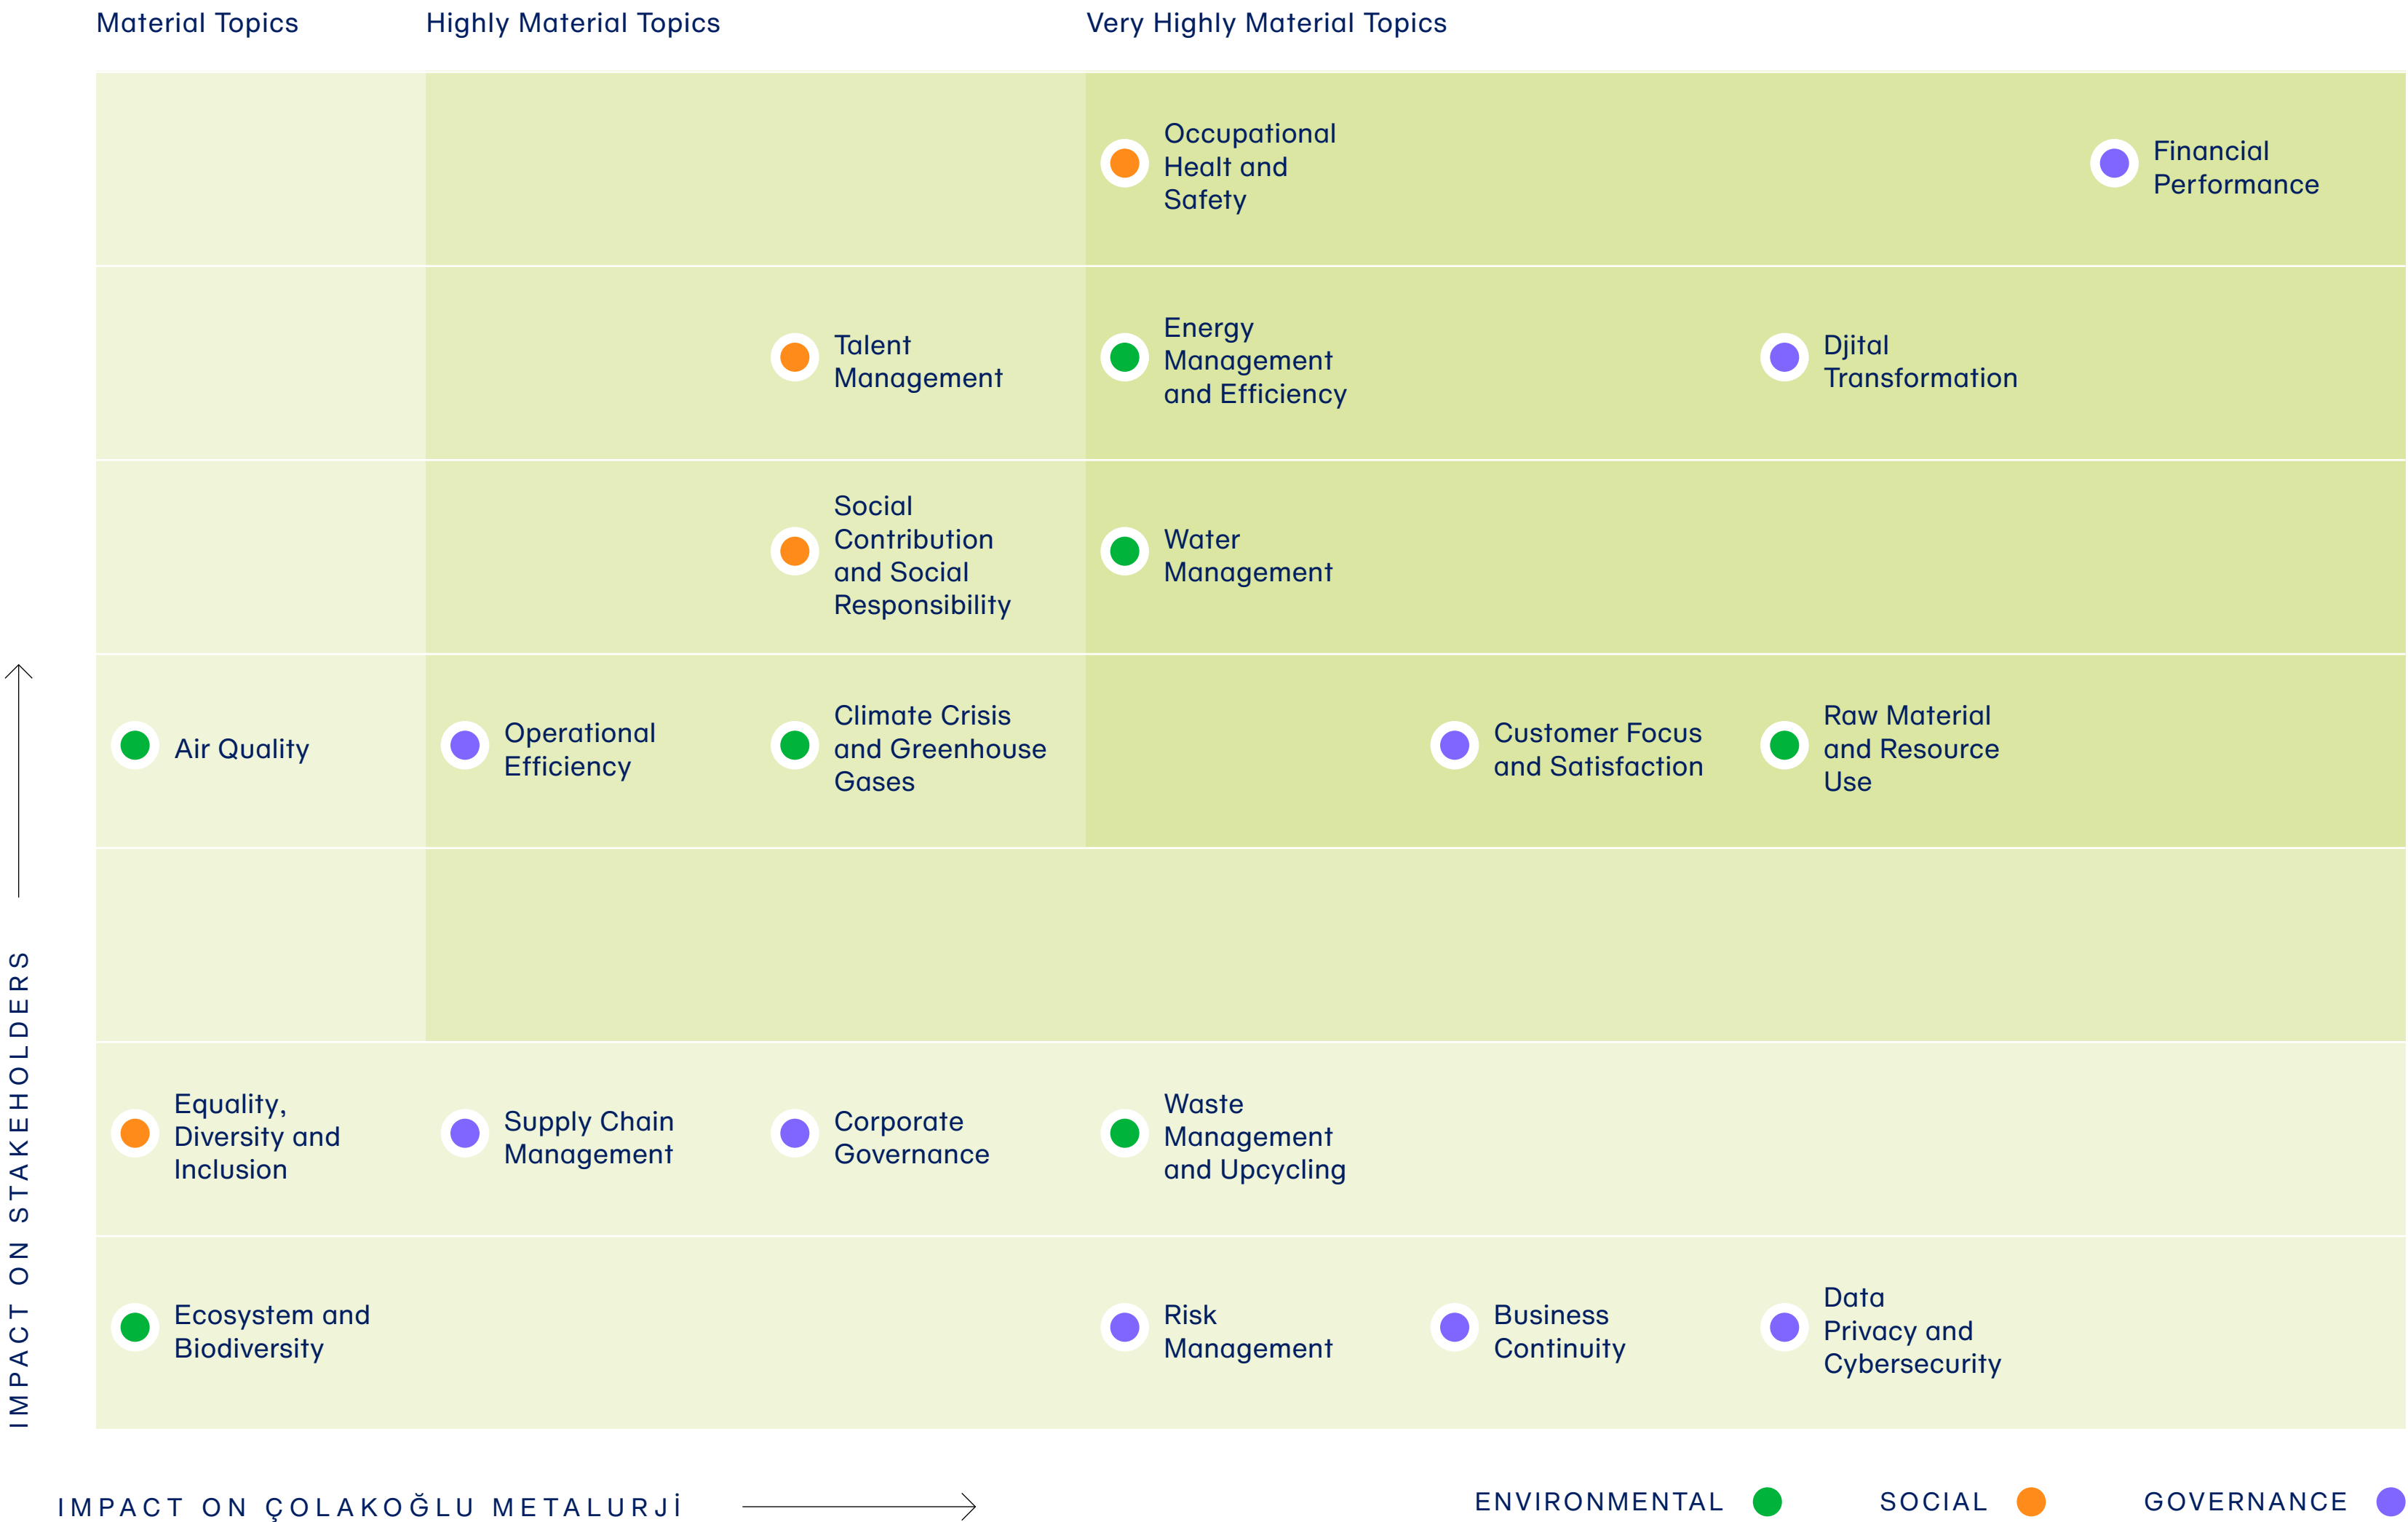 Material Topics
Highly Material Topics
Very Highly Material Topics
Occupational
Healt and
Safety
Financial
Performance
Talent
Management
Energy
Management
and Efficiency
Djital
Transformation
Social
Contribution
and Social
Responsibility
Water
Management
Air Quality
Operational
Efficiency
Climate Crisis
and Greenhouse
Gases
Customer Focus
and Satisfaction
Raw Material
and Resource
Use
Equality,
Diversity and
Inclusion
Supply Chain
Management
Corporate
Governance
Waste
Management
and Upcycling
Ecosystem and
Biodiversity
Risk
Management
Business
Continuity
Data
Privacy and
Cybersecurity
IMPACT ON STAKEHOLDERS
IMPACT ON ÇOLAKOĞLU METALURJİ
ENVIRONMENTAL
SOCIAL
GOVERNANCE